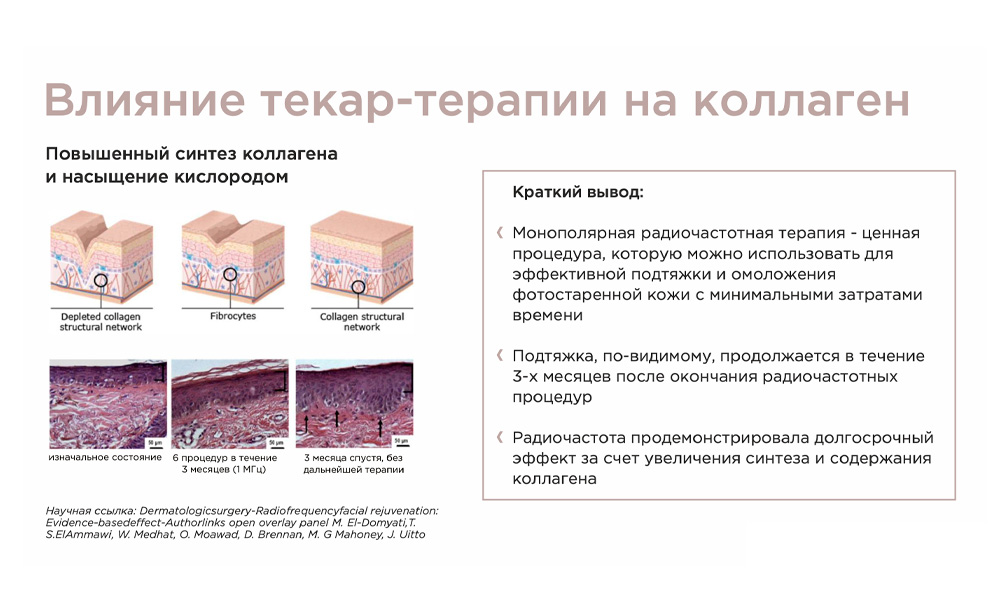 Влияние текар-терапии на коллаген
Повышенный синтез коллагена
и насыщение кислородом
Depleted collagen
structural network
Fibrocytes
Collagen structural
network
50 µm
50 µm
50 µm
изначальное состояние
6 процедур в течение
3 месяцев (1 МГц)
3 месяца спустя, без
дальнейшей терапии
Научная ссылка: Dermatologicsurgery-Radiofrequencyfacial rejuvenation:
Evidence-basedeffect-Authorlinks open overlay panel M. El-Domyati,T.
S.ElAmmawi, W. Medhat, O. Moawad, D. Brennan, M. G Mahoney, J. Uitto
Краткий вывод:
Монополярная радиочастотная терапия - ценная
процедура, которую можно использовать для
эффективной подтяжки и омоложения
фотостаренной кожи с минимальными затратами
времени
Подтяжка, по-видимому, продолжается в течение
3-х месяцев после окончания радиочастотных
процедур
Радиочастота продемонстрировала долгосрочный
эффект за счет увеличения синтеза и содержания
коллагена